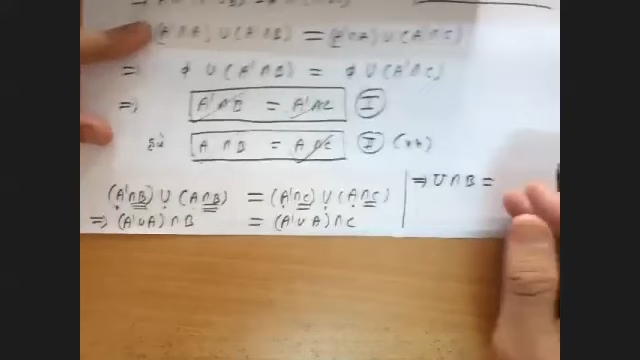 (A'∩A) ∪ (A'∩B) = (A'∩A) ∪ (A'∩C)
⇒ ϕ ∪ (A'∩B) = ϕ ∪ (A'∩C)
⇒ A'∩B = A'∩C I
A∩B = A∩C II
(A'∩B) ∪ (A∩B) = (A'∩C) ∪ (A∩C) ⇒ U∩B =
⇒ (A'∪A)∩B = (A'∪A)∩C